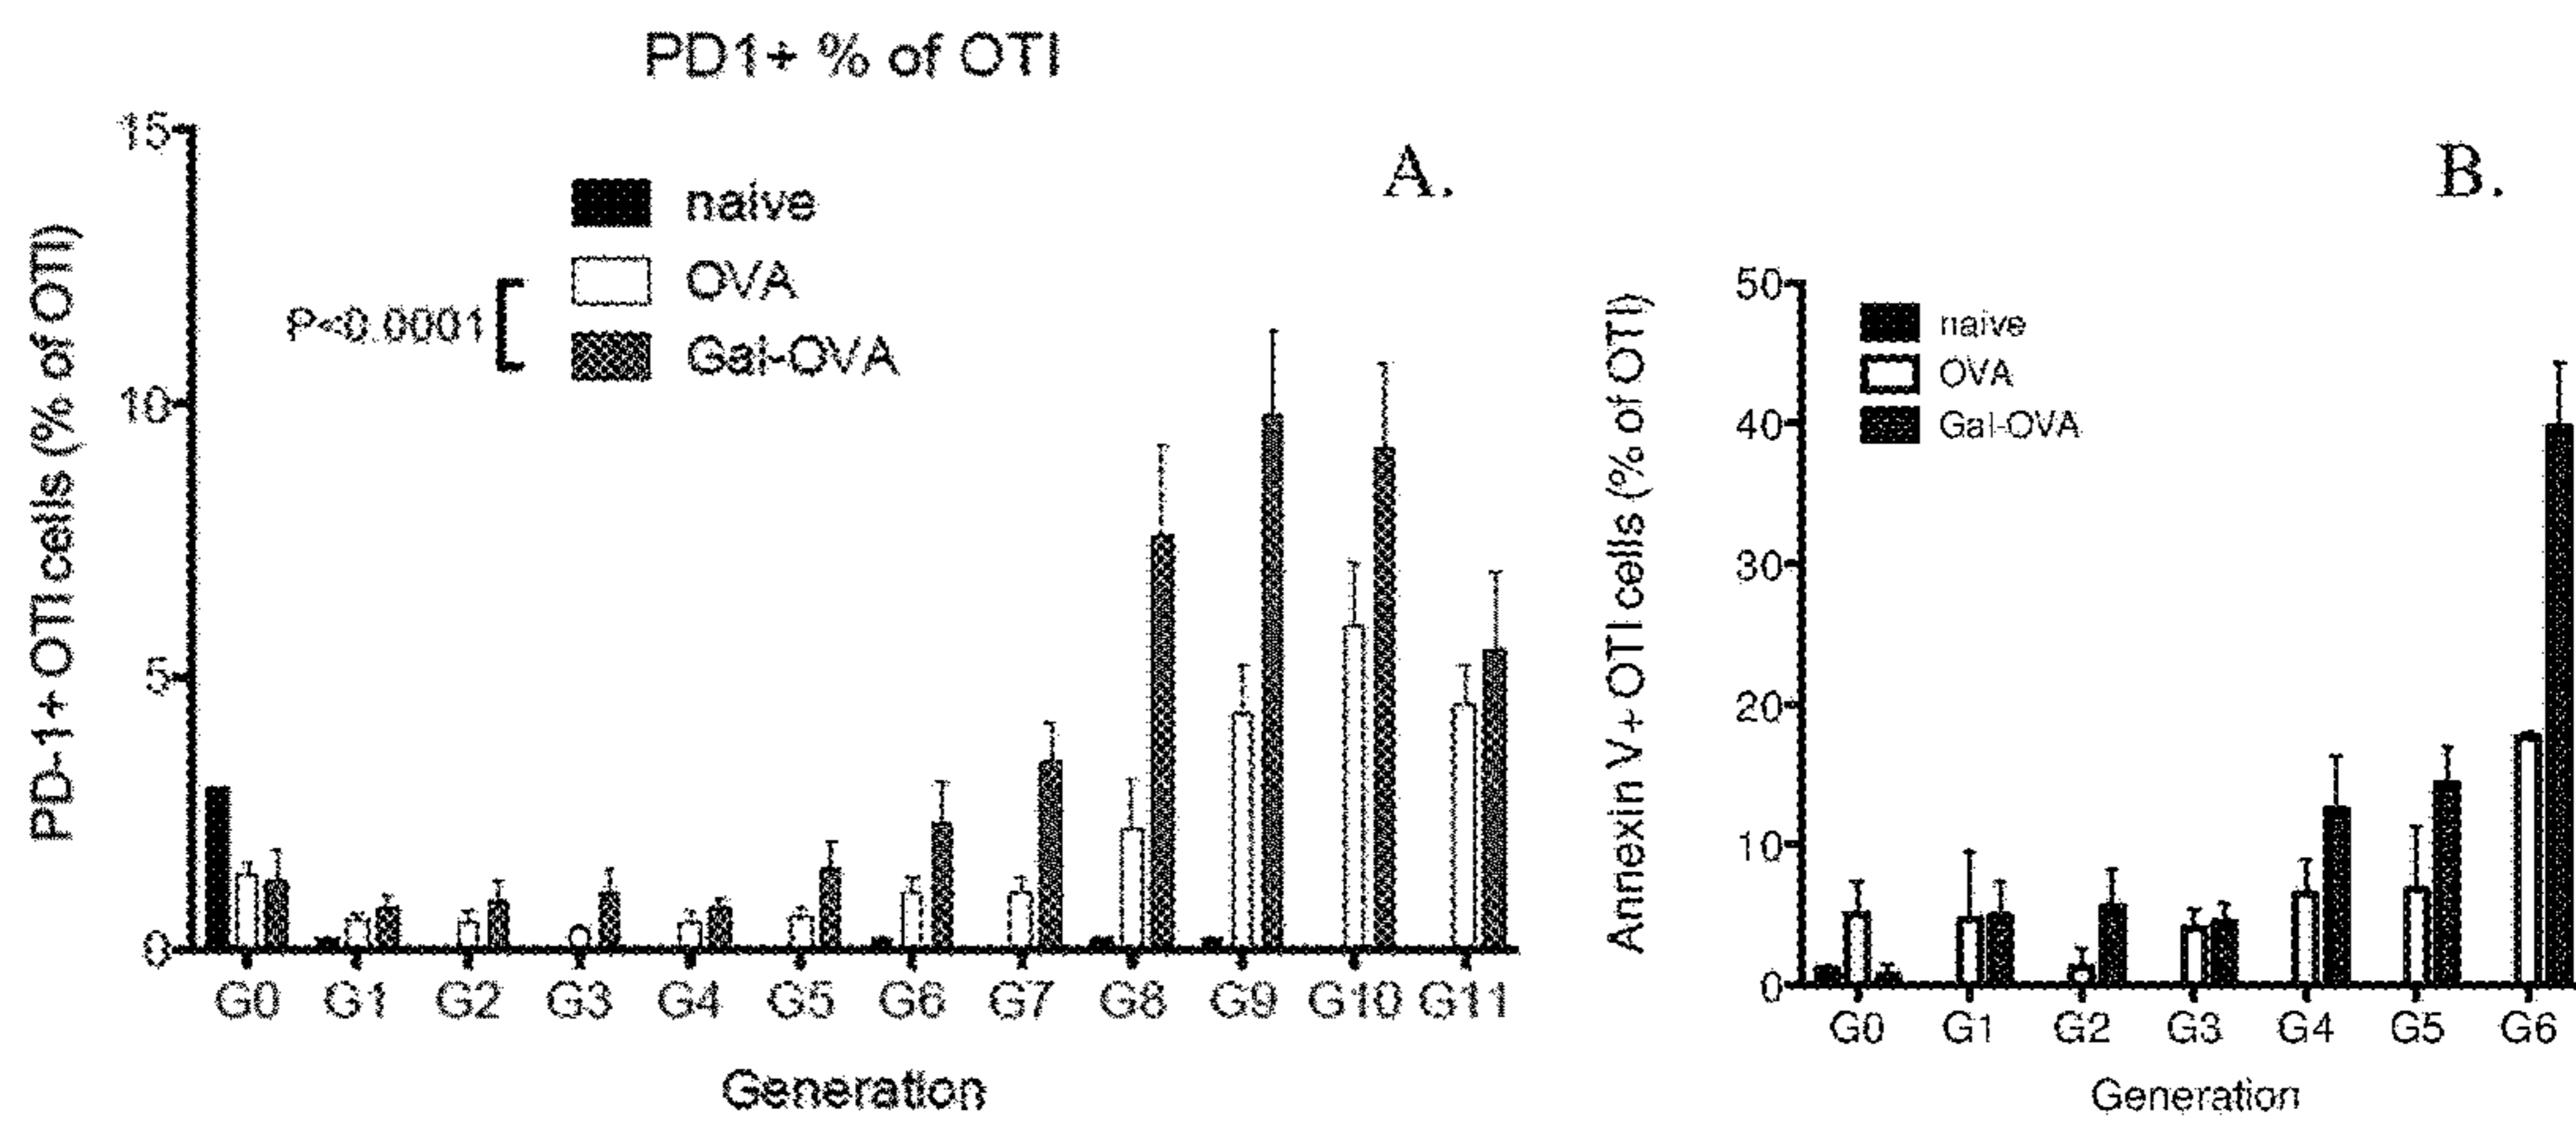 PD1+ % of OTI
A.
naive
OVA
Gal-OVA
P<0.0001
PD-1+ OTI cells (% of OTI)
15
10
5
0
G0 G1 G2 G3 G4 G5 G6 G7 G8 G9 G10 G11
Generation
B.
naive
OVA
Gal-OVA
Annexin V+ OTI cells (% of OTI)
50
40
30
20
10
0
G0 G1 G2 G3 G4 G5 G6
Generation